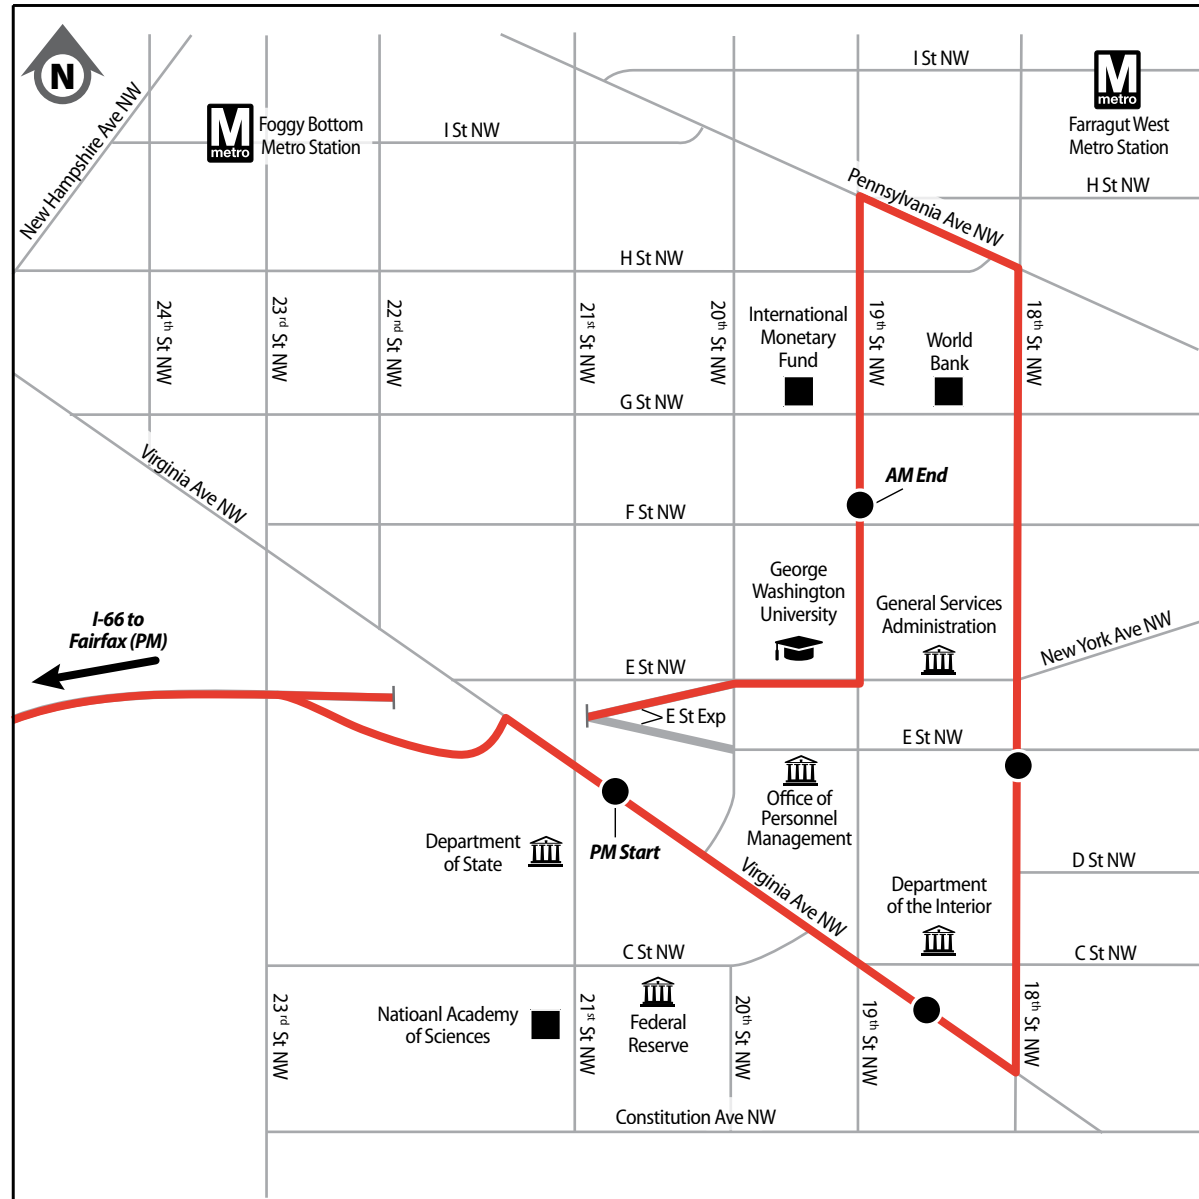 N
New Hampshire Ave NW
M
metro
Foggy Bottom
Metro Station
I St NW
I St NW
M
metro
Farragut West
Metro Station
H St NW
Pennsylvania Ave NW
H St NW
24th St NW
23rd St NW
22nd St NW
21st St NW
20th St NW
International
Monetary
Fund
19th St NW
World
Bank
18th St NW
G St NW
Virginia Ave NW
AM End
F St NW
George
Washington
University
General Services
Administration
New York Ave NW
I-66 to
Fairfax (PM)
E St NW
E St Exp
E St NW
Office of
Personnel
Management
Department
of State
PM Start
Virginia Ave NW
D St NW
Department
of the Interior
C St NW
C St NW
23rd St NW
Natioanl Academy
of Sciences
21st St NW
Federal
Reserve
20th St NW
19th St NW
18th St NW
Constitution Ave NW